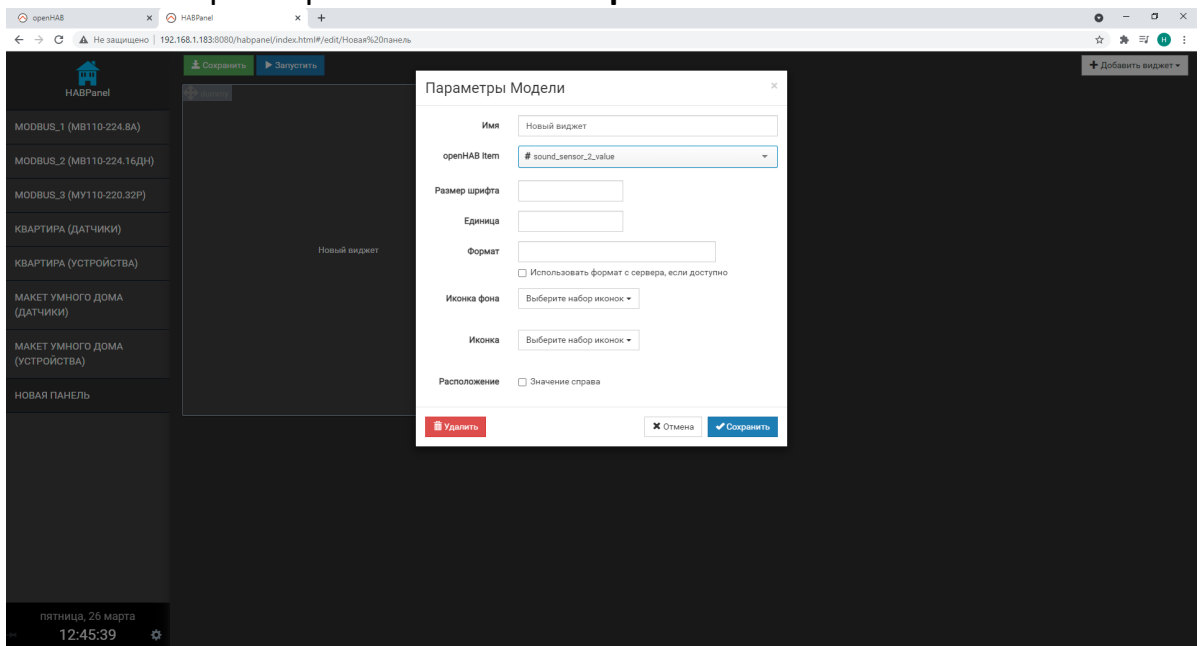 openHAB
HABPanel
Не защищено
192.168.1.183:8080/habpanel/index.html#/edit/Новая%20панель
H
HABPanel
Сохранить
Запустить
Добавить виджет
dummy
MODBUS_1 (МВ110-224.8А)
MODBUS_2 (МВ110-224.16ДН)
MODBUS_3 (МУ110-220.32Р)
КВАРТИРА (ДАТЧИКИ)
КВАРТИРА (УСТРОЙСТВА)
МАКЕТ УМНОГО ДОМА
(ДАТЧИКИ)
МАКЕТ УМНОГО ДОМА
(УСТРОЙСТВА)
НОВАЯ ПАНЕЛЬ
Новый виджет
Параметры Модели
Имя
Новый виджет
openHAB Item
# sound_sensor_2_value
Размер шрифта
Единица
Формат
Использовать формат с сервера, если доступно
Иконка фона
Выберите набор иконок
Иконка
Выберите набор иконок
Расположение
Значение справа
Удалить
Отмена
Сохранить
пятница, 26 марта
12:45:39